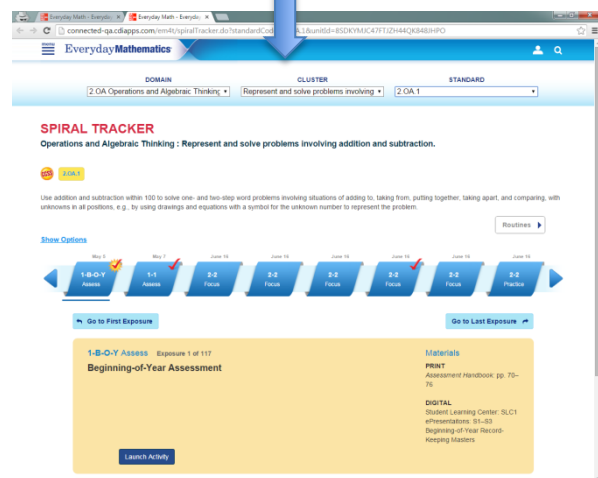 Everyday Math - Everyday
Everyday Math - Everyday
connected-qa.cdiapps.com/em4t/spiralTracker.do?standardCod
Everyday Mathematics
DOMAIN CLUSTER STANDARD
2.OA Operations and Algebraic Thinking Represent and solve problems involving 2.OA.1
SPIRAL TRACKER
Operations and Algebraic Thinking : Represent and solve problems involving addition and subtraction.
2.OA.1
Use addition and subtraction within 100 to solve one- and two-step word problems involving situations of adding to, taking from, putting together, taking apart, and comparing, with
unknowns in all positions, e.g., by using drawings and equations with a symbol for the unknown number to represent the problem.
Routines
Show Options
May 5 May 7 June 16 June 16 June 16 June 16 June 16 June 16
1-B-O-Y 1-1 2-2 2-2 2-2 2-2 2-2 2-2
Assess Assess Focus Focus Focus Focus Focus Practice
Go to First Exposure Go to Last Exposure
1-B-O-Y Assess Exposure 1 of 117
Beginning-of-Year Assessment
Materials
PRINT
Assessment Handbook: pp. 70–
76
DIGITAL
Student Learning Center: SLC1
ePresentations: S1–S3
Beginning-of-Year Record-
Keeping Masters
Launch Activity